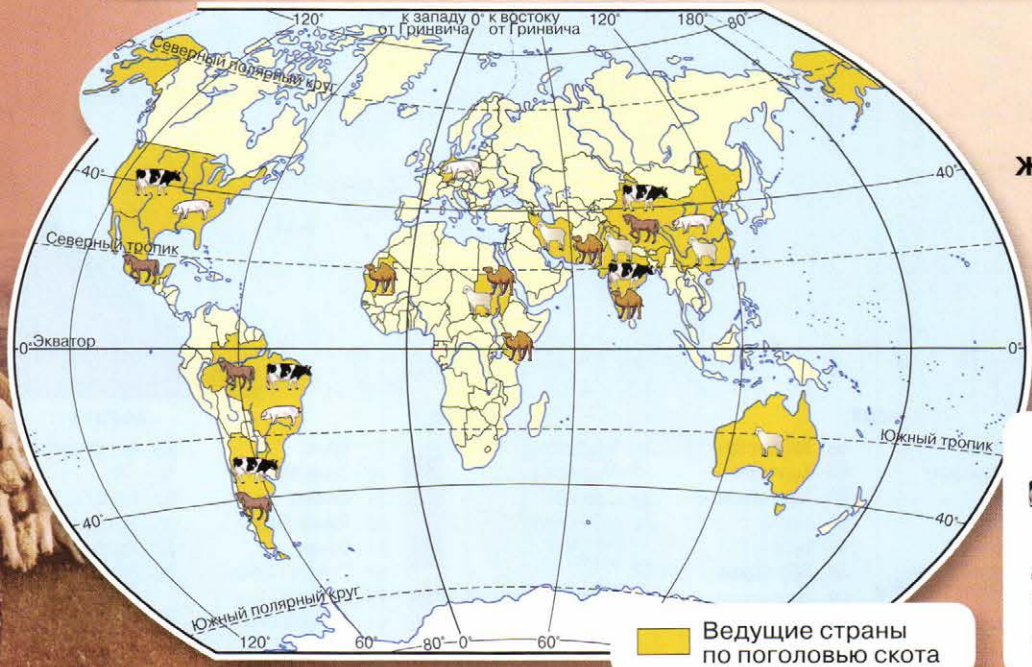 120°
к западу 0° к востоку
от Гринвича от Гринвича
120°
180°
80°
Северный полярный круг
40°
40°
Ж
Северный тропик
0°
Экватор
0°
Южный тропик
40°
40°
Южный полярный круг
120°
60°
80°
0°
60°
Ведущие страны
по поголовью скота